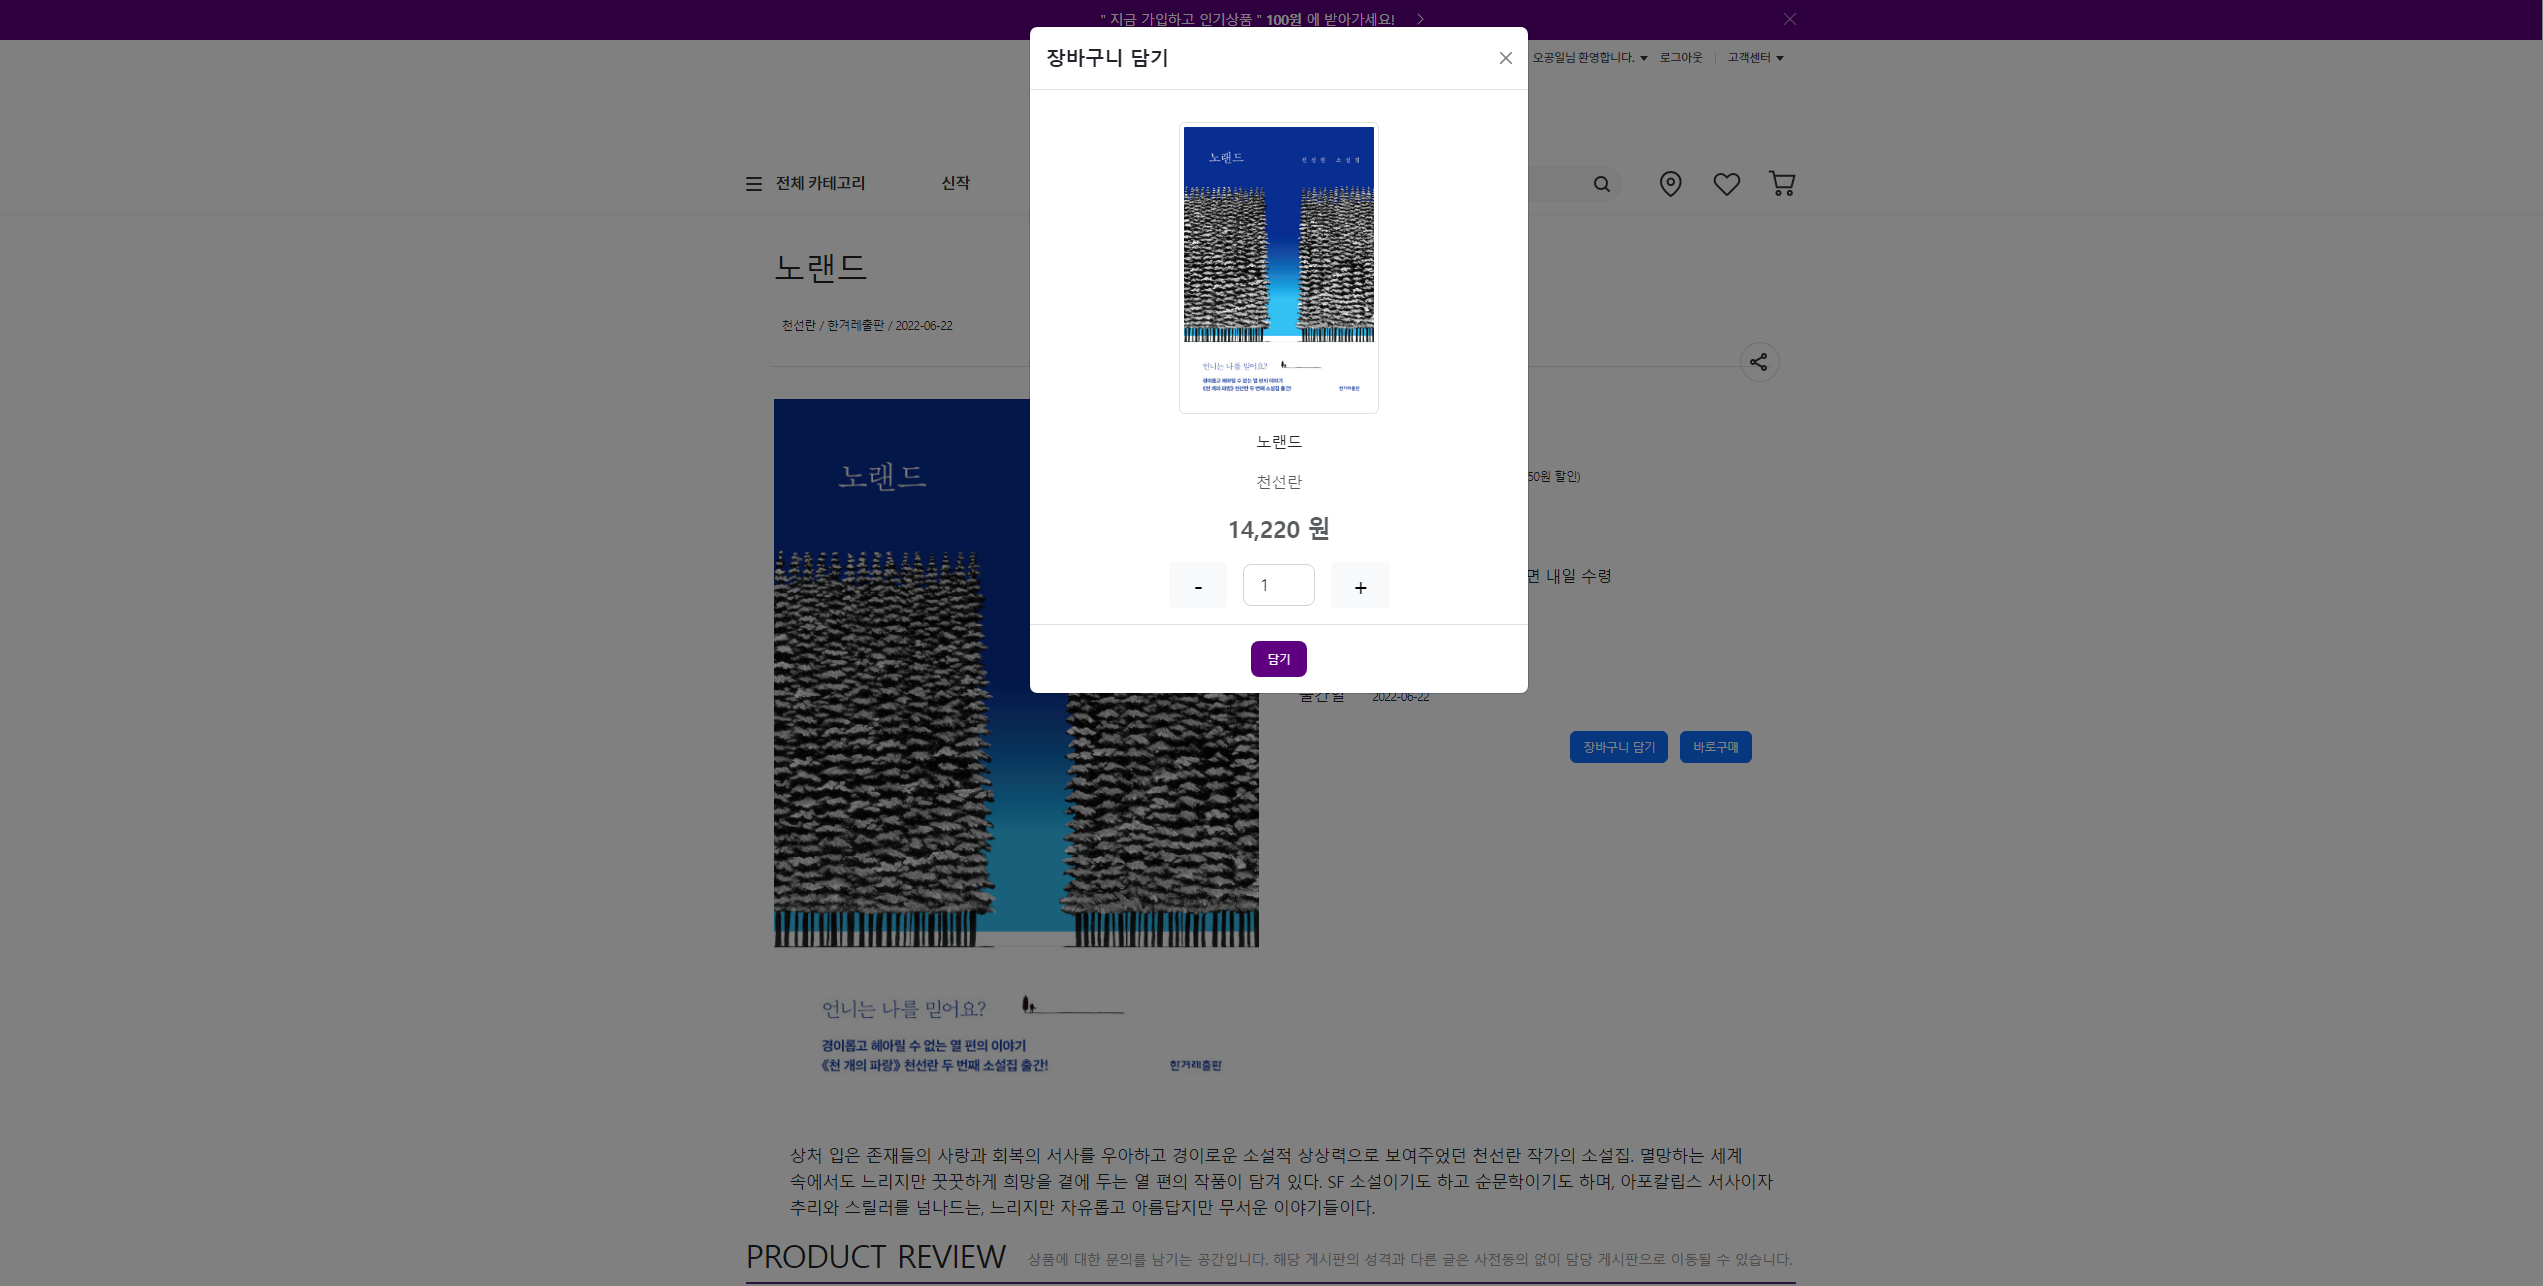 " 지금 가입하고 인기상품 " 100원 에 받아가세요!
장바구니 담기
오공일님 환영합니다. 로그아웃 고객센터
전체 카테고리 신작
노랜드
천선란 / 한겨레출판 / 2022-06-22
노랜드 천선란 소설집
언니는 나를 믿어요?
경이롭고 헤아릴 수 없는 열 편의 이야기
《천 개의 파랑》 천선란 두 번째 소설집 출간!
한겨레출판
노랜드
천선란
14,220 원
- 1 +
담기
노랜드
50원 할인)
면 내일 수령
출간일 2022-06-22
장바구니 담기 바로구매
언니는 나를 믿어요?
경이롭고 헤아릴 수 없는 열 편의 이야기
《천 개의 파랑》 천선란 두 번째 소설집 출간!
한겨레출판
상처 입은 존재들의 사랑과 회복의 서사를 우아하고 경이로운 소설적 상상력으로 보여주었던 천선란 작가의 소설집. 멸망하는 세계
속에서도 느리지만 꿋꿋하게 희망을 곁에 두는 열 편의 작품이 담겨 있다. SF 소설이기도 하고 순문학이기도 하며, 아포칼립스 서사이자
추리와 스릴러를 넘나드는, 느리지만 자유롭고 아름답지만 무서운 이야기들이다.
PRODUCT REVIEW 상품에 대한 문의를 남기는 공간입니다. 해당 게시판의 성격과 다른 글은 사전동의 없이 담당 게시판으로 이동될 수 있습니다.